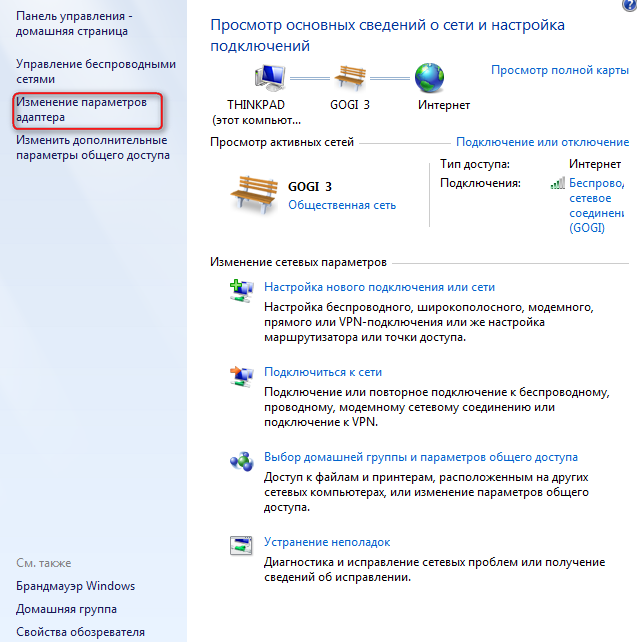 Панель управления -
домашняя страница
Управление беспроводными
сетями
Изменение параметров
адаптера
Изменить дополнительные
параметры общего доступа
См. также
Брандмауэр Windows
Домашняя группа
Свойства обозревателя
Просмотр основных сведений о сети и настройка
подключений
Просмотр полной карты
THINKPAD
(этот компьют...
GOGI 3
Интернет
Просмотр активных сетей
Подключение или отключение
GOGI 3
Общественная сеть
Тип доступа: Интернет
Подключения:
сетевое
(GOGI)
Изменение сетевых параметров
Настройка нового подключения или сети
Настройка беспроводного, широкополосного, модемного,
прямого или VPN-подключения или же настройка
маршрутизатора или точки доступа.
Подключиться к сети
Подключение или повторное подключение к беспроводному,
проводному, модемному сетевому соединению или
подключение к VPN.
Выбор домашней группы и параметров общего доступа
Доступ к файлам и принтерам, расположенным на других
сетевых компьютерах, или изменение параметров общего
доступа.
Устранение неполадок
Диагностика и исправление сетевых проблем или получение
сведений об исправлении.